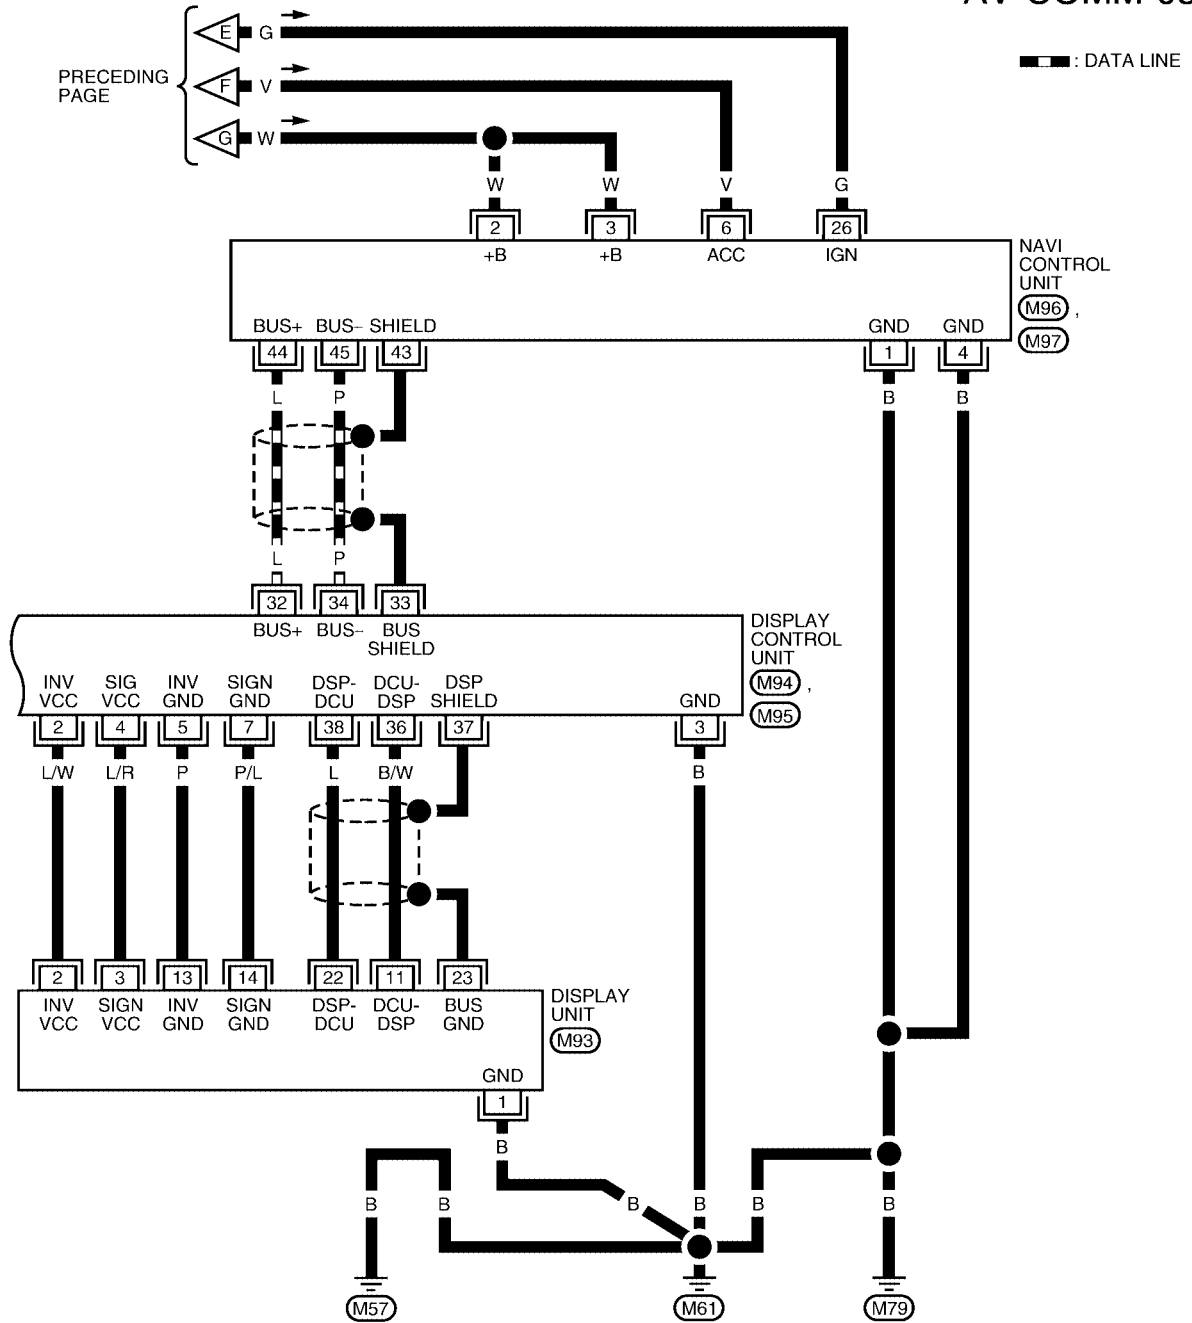 E G
PRECEDING
PAGE
F V
G W
: DATA LINE
W W V G
2 3 6 26
+B +B ACC IGN
NAVI
CONTROL
UNIT
M96 ,
M97
BUS+ BUS– SHIELD GND GND
44 45 43 1 4
L P B B
L P
32 34 33
BUS+ BUS– BUS
SHIELD
DISPLAY
CONTROL
UNIT
M94 ,
M95
INV
VCC
SIG
VCC
INV
GND
SIGN
GND
DSP-
DCU
DCU-
DSP
DSP
SHIELD
GND
2 4 5 7 38 36 37 3
L/W L/R P P/L L B/W B
2 3 13 14 22 11 23
INV
VCC
SIGN
VCC
INV
GND
SIGN
GND
DSP-
DCU
DCU-
DSP
BUS
GND
DISPLAY
UNIT
M93
GND
1
B
B B B B B B
M57 M61 M79